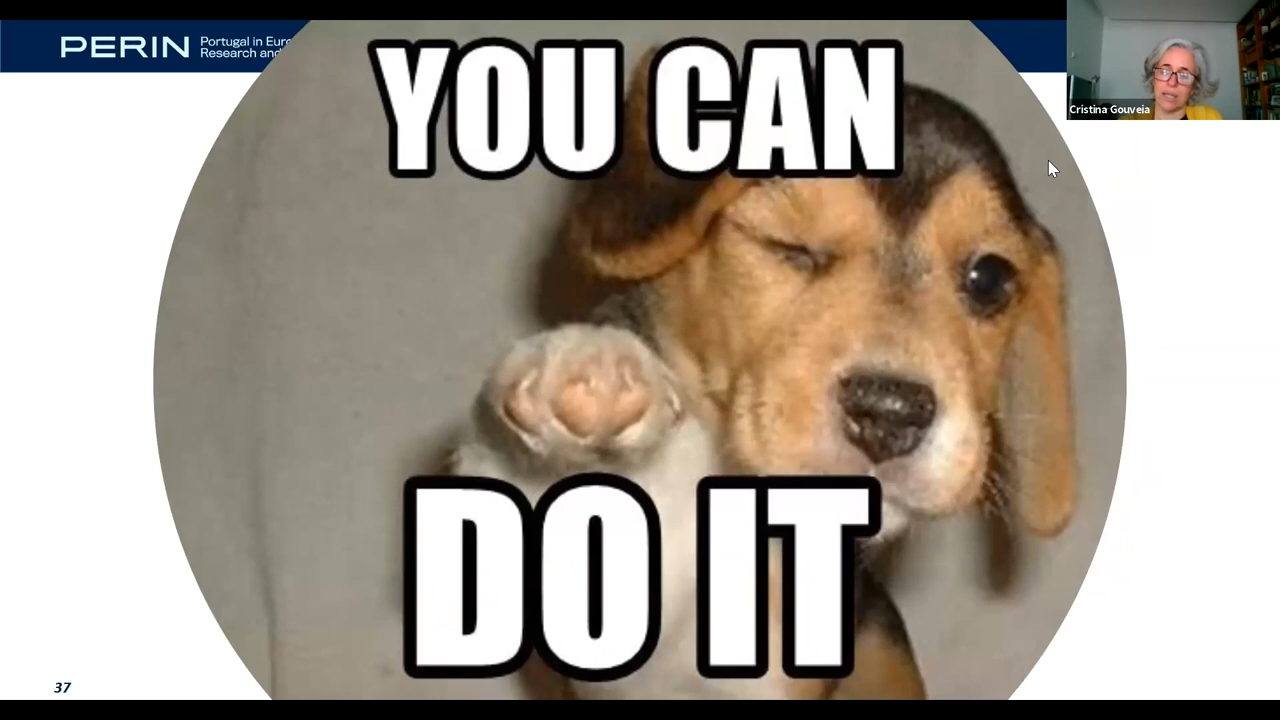 PERIN
Portugal in Euro
Research and
YOU CAN
DO IT
Cristina Gouveia
37